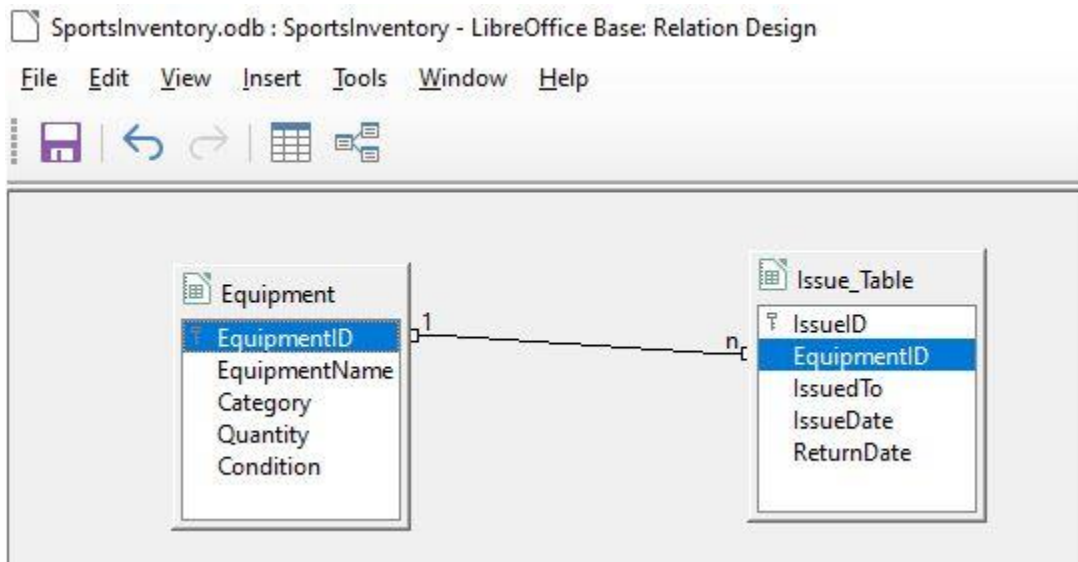 SportsInventory.odb : SportsInventory - LibreOffice Base: Relation Design
File Edit View Insert Tools Window Help
Equipment
EquipmentID
EquipmentName
Category
Quantity
Condition
1
n
Issue_Table
IssueID
EquipmentID
IssuedTo
IssueDate
ReturnDate